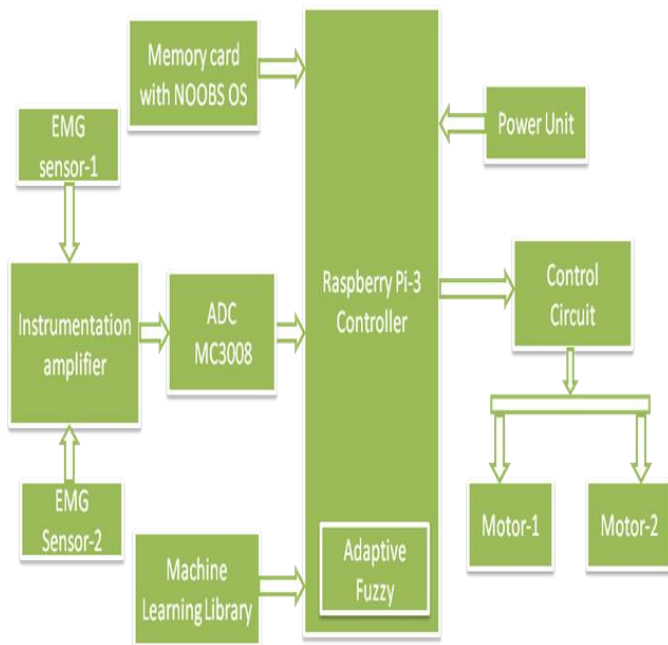 Memory card
with NOOBS OS
EMG
sensor-1
Power Unit
Instrumentation
amplifier
ADC
MC3008
Raspberry Pi-3
Controller
Control
Circuit
EMG
Sensor-2
Machine
Learning Library
Adaptive
Fuzzy
Motor-1
Motor-2